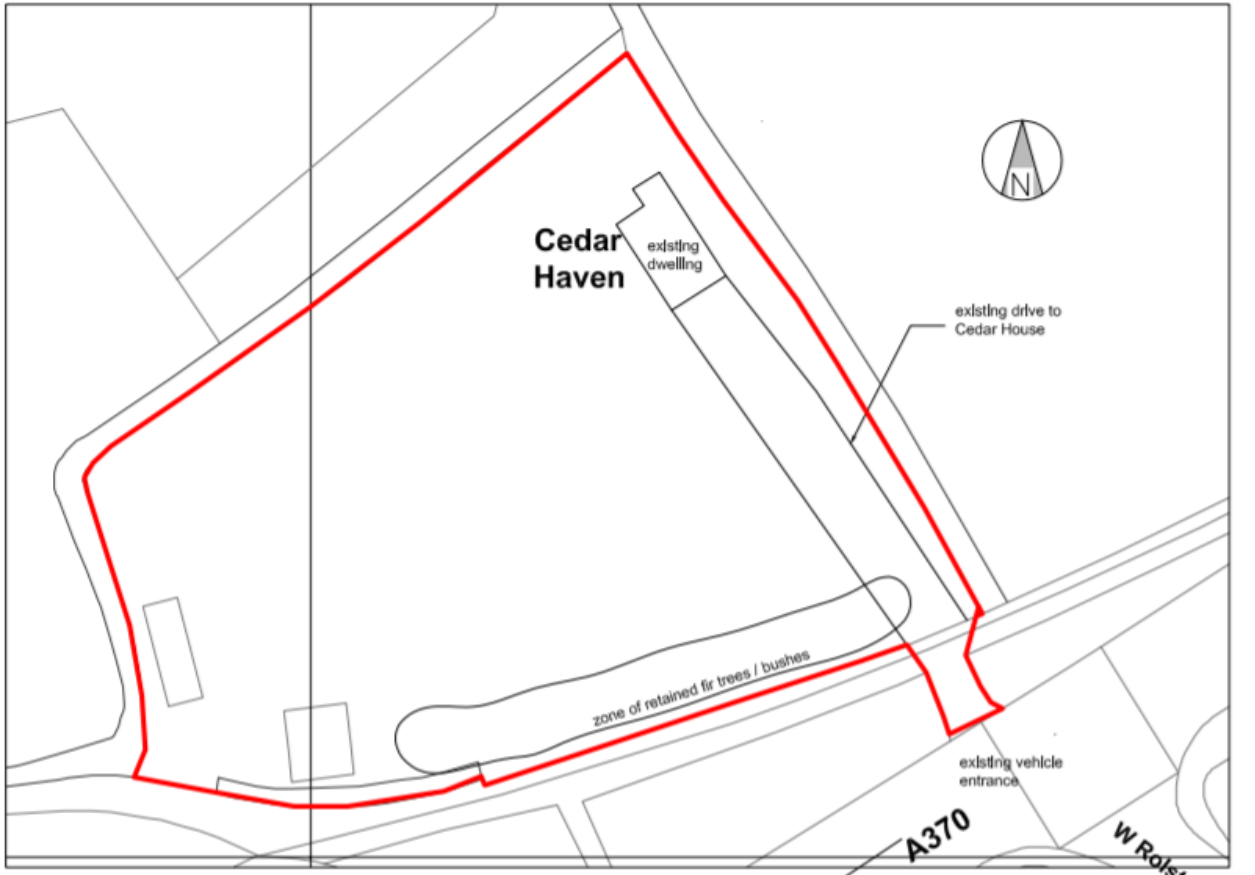 N
Cedar
Haven
existing
dwelling
existing drive to
Cedar House
zone of retained fir trees / bushes
existing vehicle
entrance
A370
W